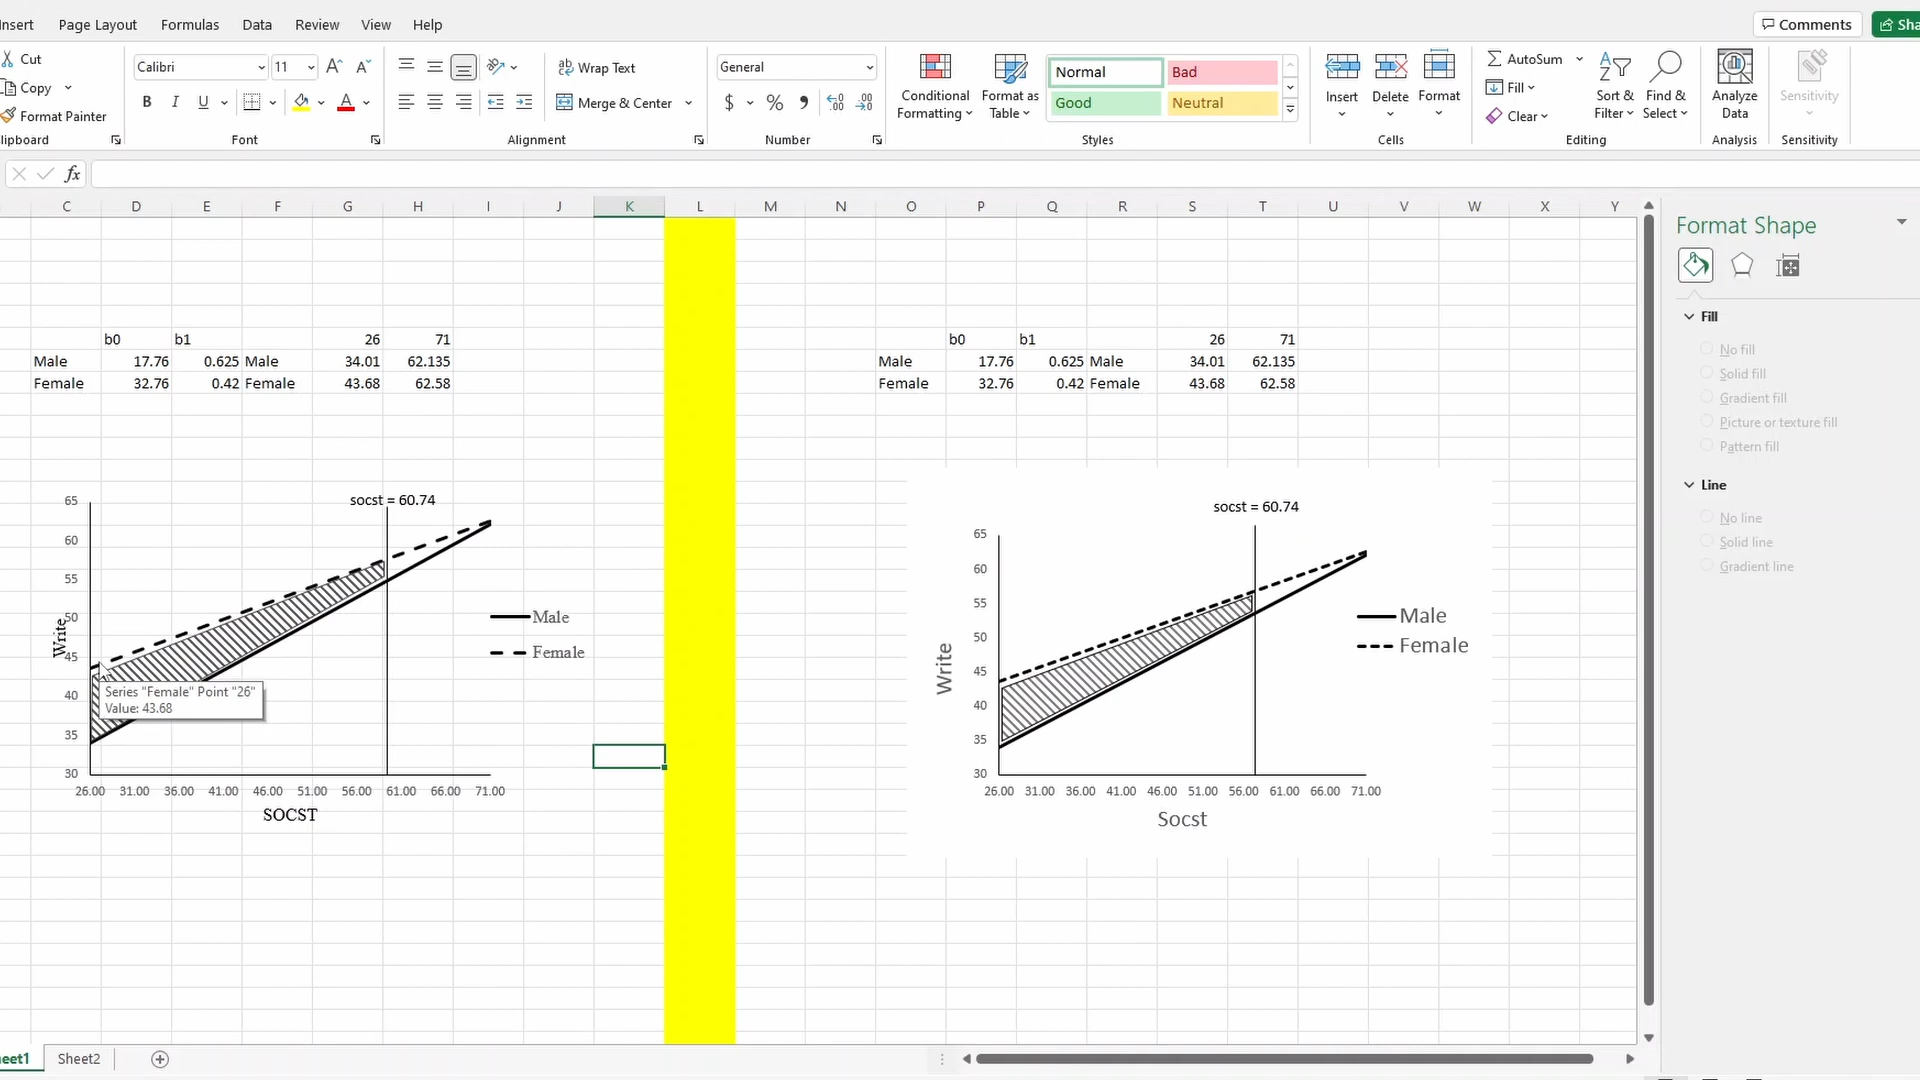 nsert Page Layout Formulas Data Review View Help Comments Sha
Cut
Copy
Format Painter
lipboard
Calibri 11
B I U
Font
Wrap Text
Merge & Center
Alignment
General
$ % 9
Number
Conditional Formatting
Format as Table
Normal Bad
Good Neutral
Styles
Insert Delete Format
Cells
AutoSum
Fill
Clear
Sort & Filter
Find & Select
Editing
Analyze Data
Analysis
Sensitivity
Sensitivity
fx
C D E F G H I J K L M N O P Q R S T U V W X Y
b0 b1 26 71
Male 17.76 0.625 Male 34.01 62.135
Female 32.76 0.42 Female 43.68 62.58
b0 b1 26 71
Male 17.76 0.625 Male 34.01 62.135
Female 32.76 0.42 Female 43.68 62.58
socst = 60.74
65
60
55
50
45
40
35
30
Write
Series "Female" Point "26"
Value: 43.68
Male
Female
26.00 31.00 36.00 41.00 46.00 51.00 56.00 61.00 66.00 71.00
SOCST
socst = 60.74
65
60
55
50
45
40
35
30
Write
Male
Female
26.00 31.00 36.00 41.00 46.00 51.00 56.00 61.00 66.00 71.00
Socst
Format Shape
Fill
No fill
Solid fill
Gradient fill
Picture or texture fill
Pattern fill
Line
No line
Solid line
Gradient line
eet1 Sheet2